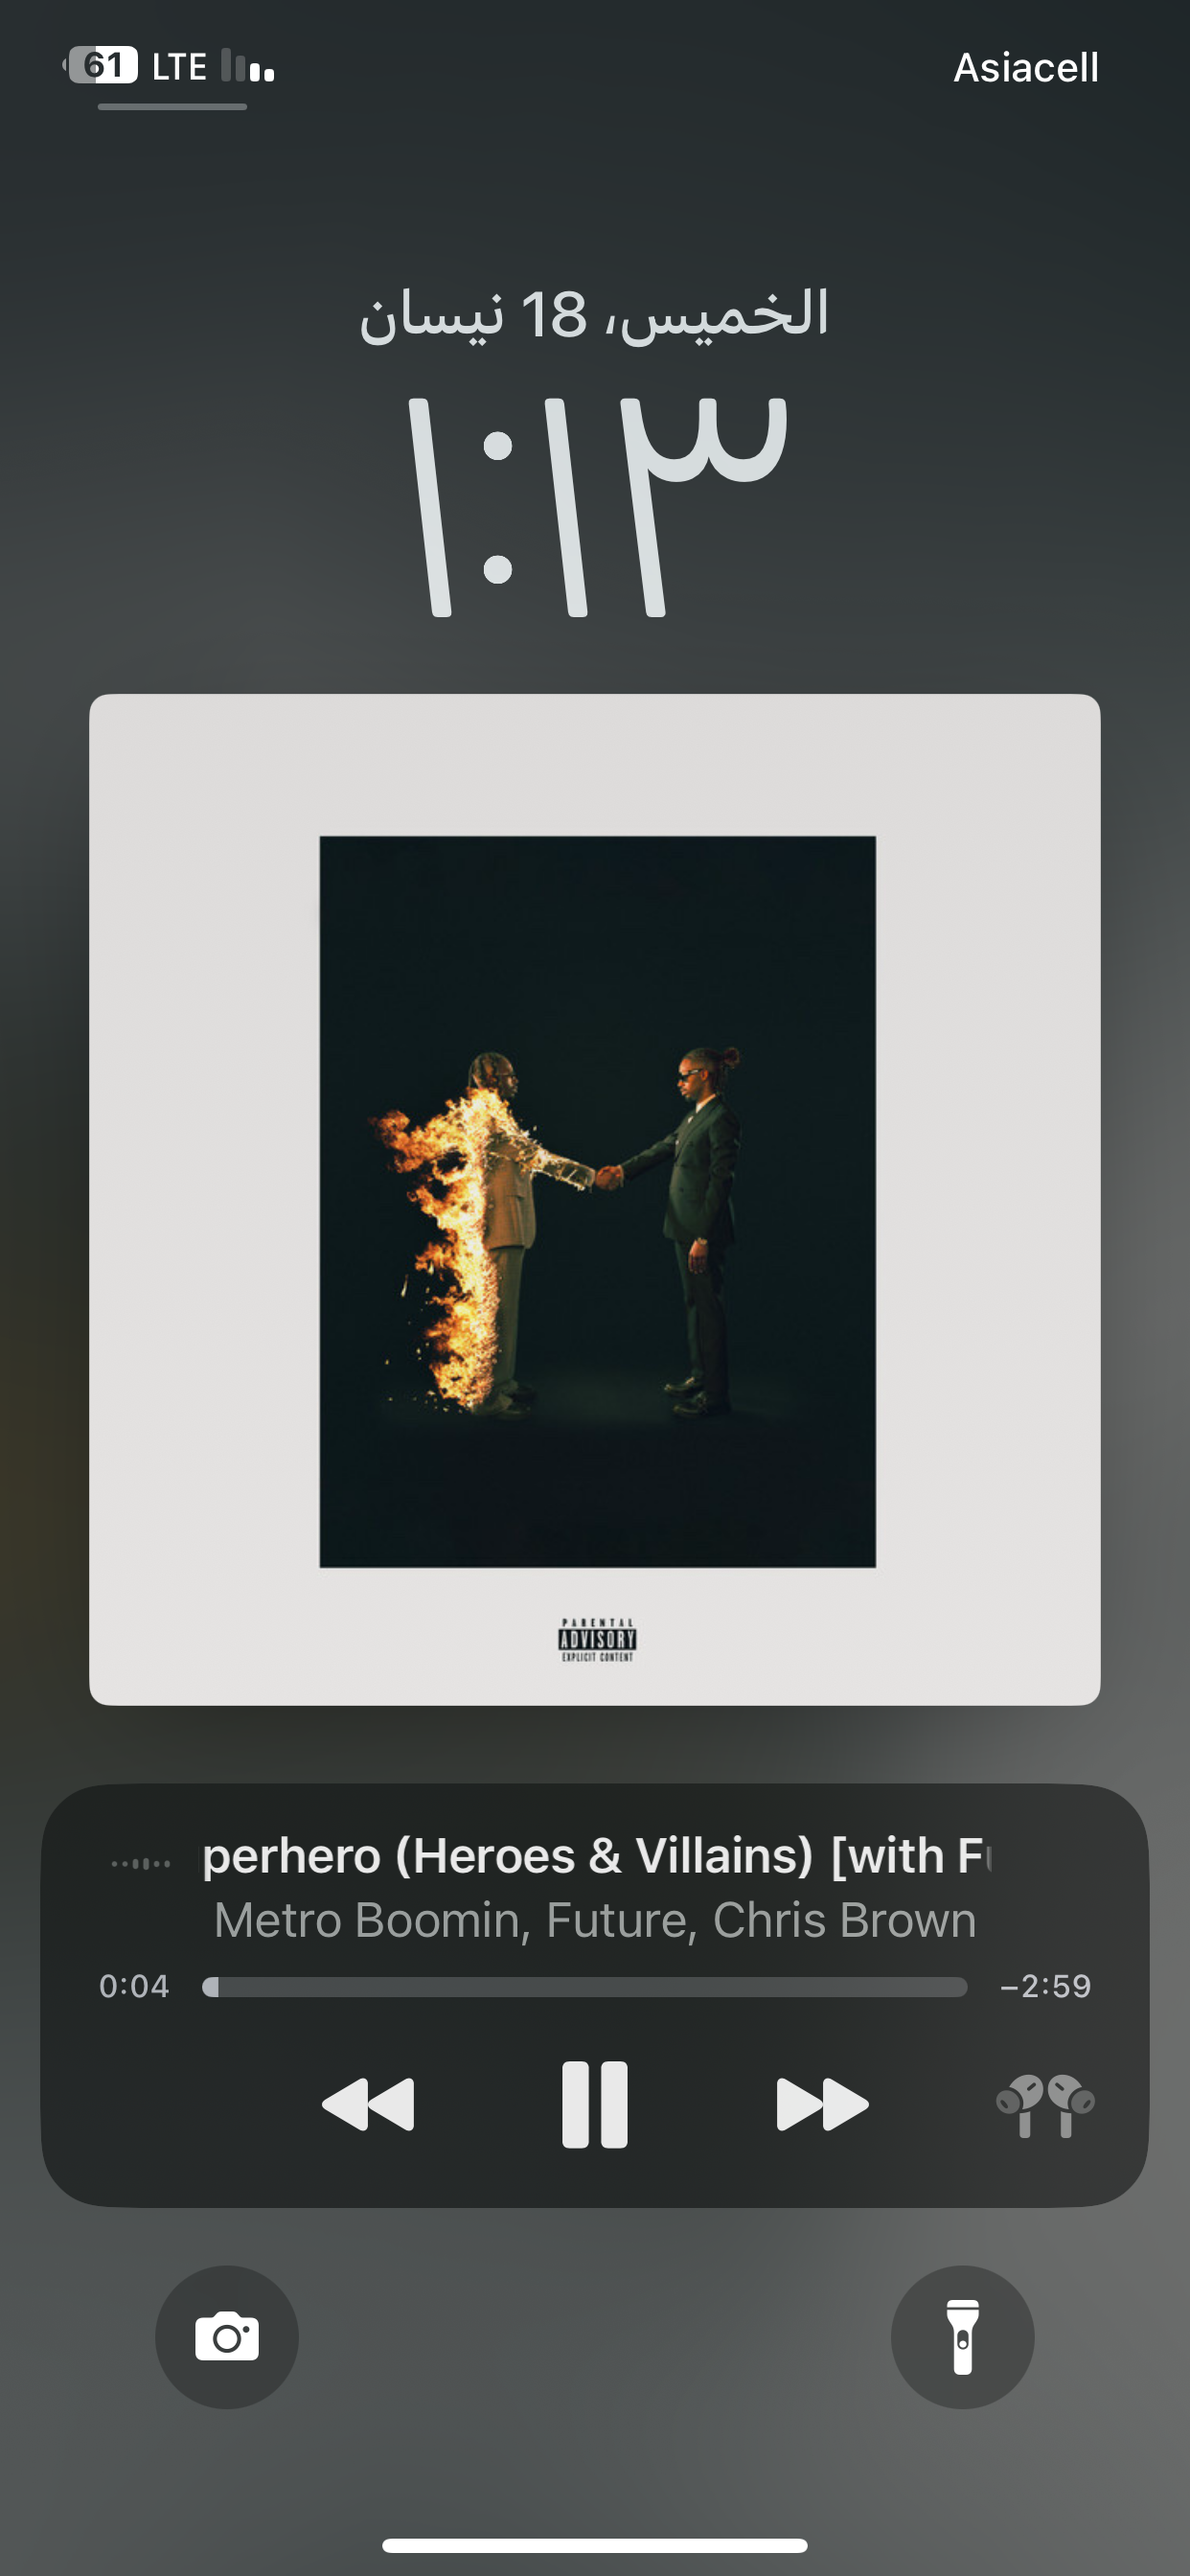 61 LTE Asiacell
الخميس، 18 نيسان
١:١٣
PARENTAL
ADVISORY
EXPLICIT CONTENT
perhero (Heroes & Villains) [with F
Metro Boomin, Future, Chris Brown
0:04 −2:59